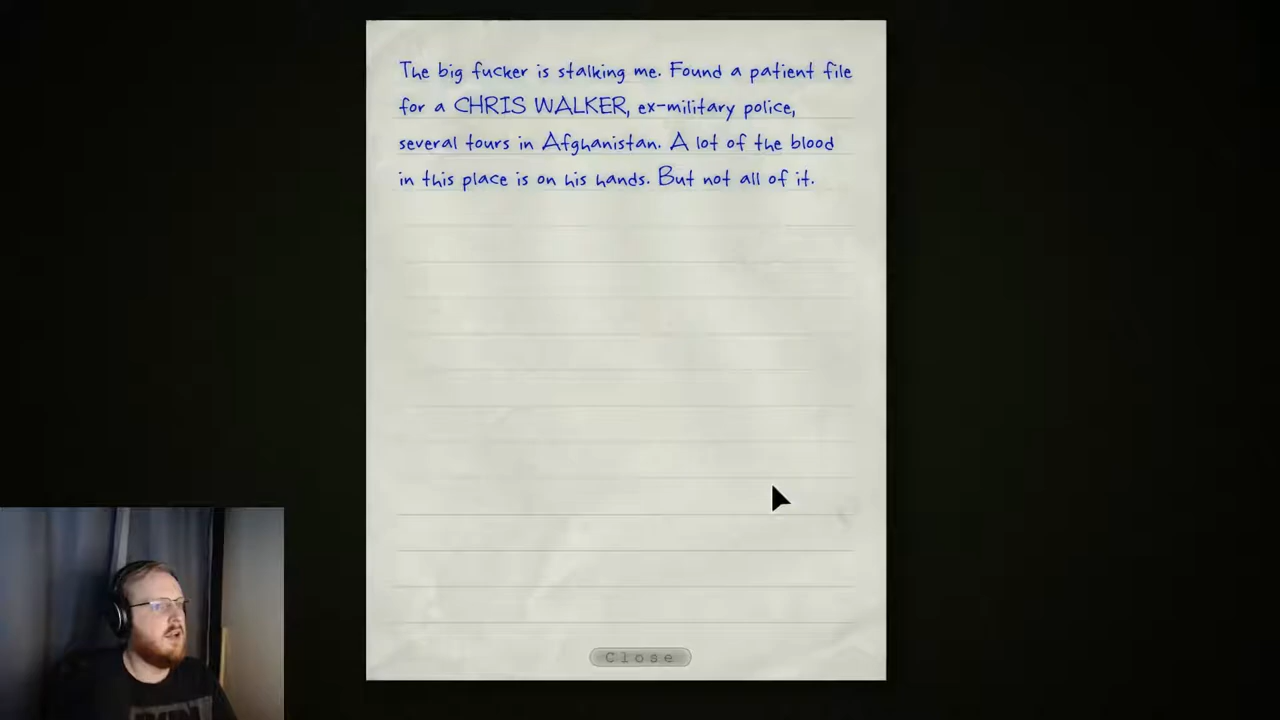 The big fucker is stalking me. Found a patient file
for a CHRIS WALKER, ex-military police,
several tours in Afghanistan. A lot of the blood
in this place is on his hands. But not all of it.
Close